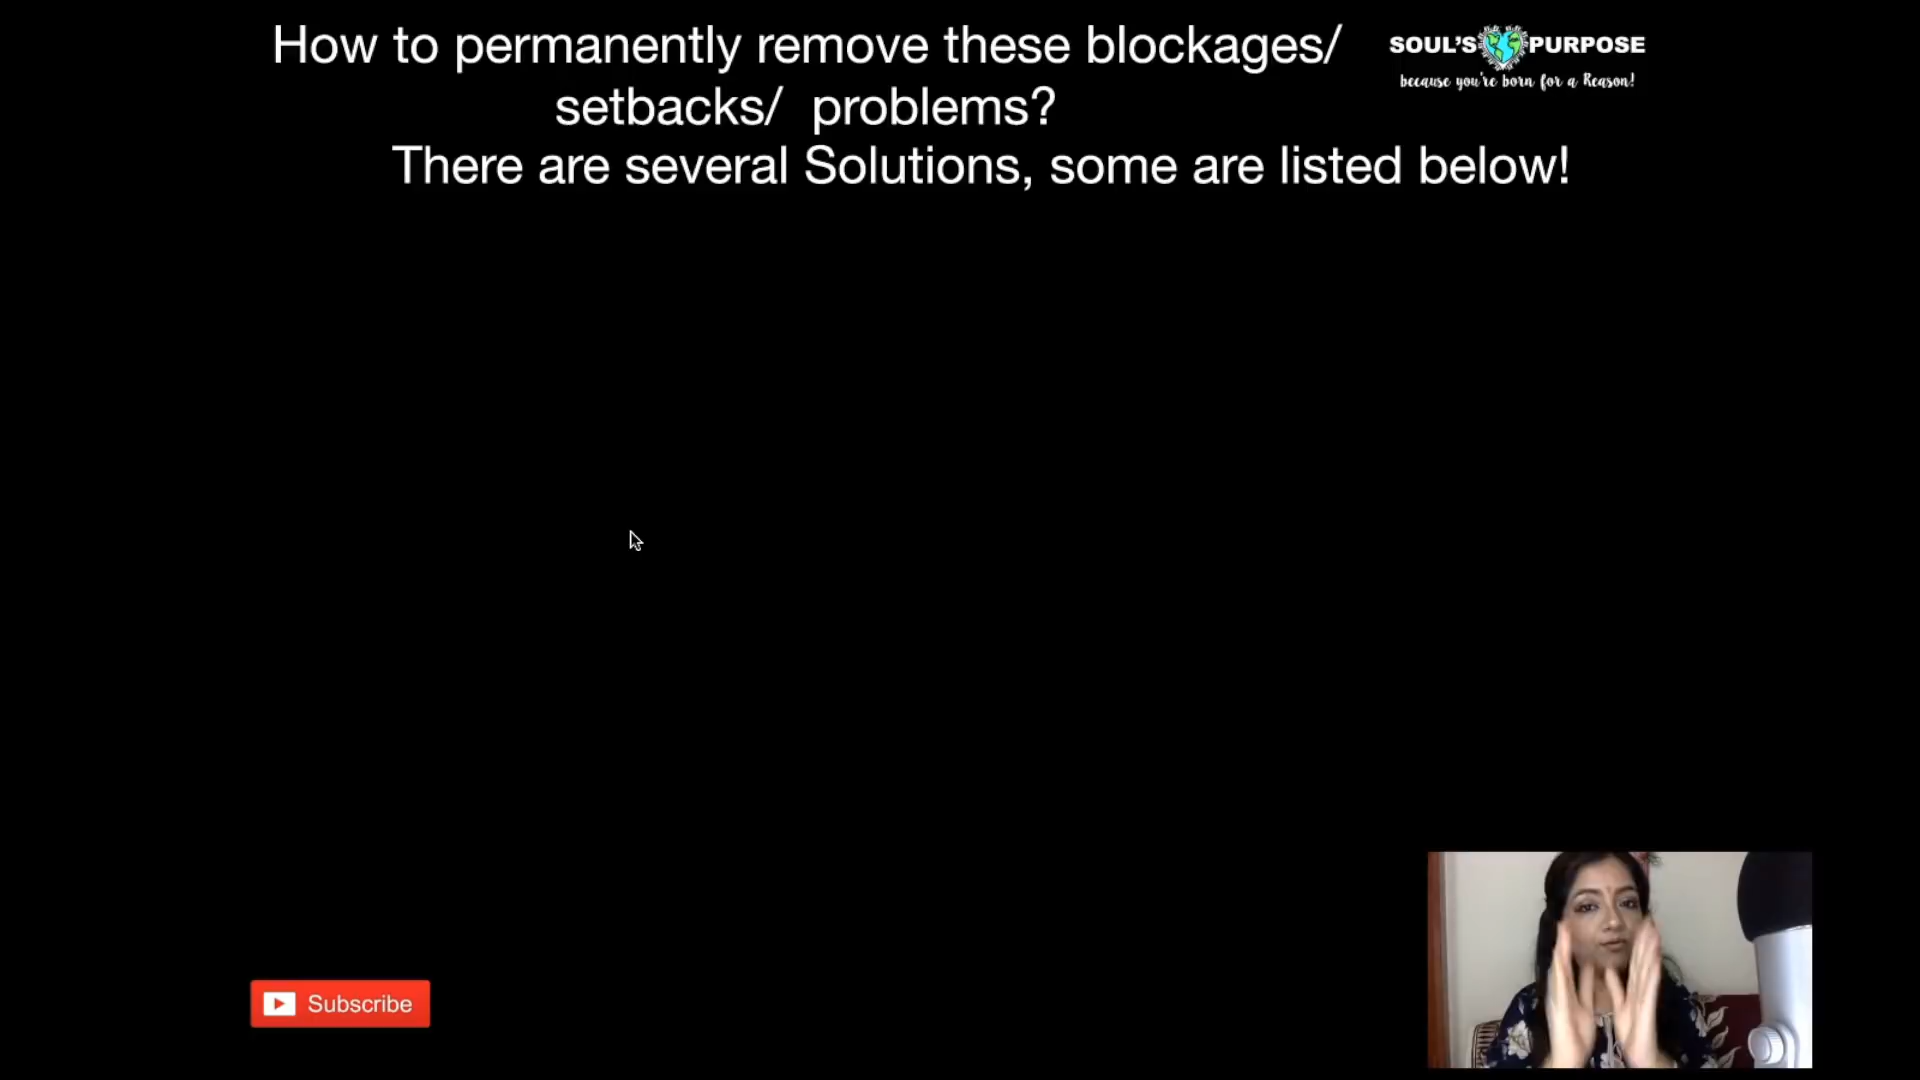 How to permanently remove these blockages/
setbacks/ problems?
There are several Solutions, some are listed below!
SOUL'S PURPOSE
because you're born for a Reason!
Subscribe